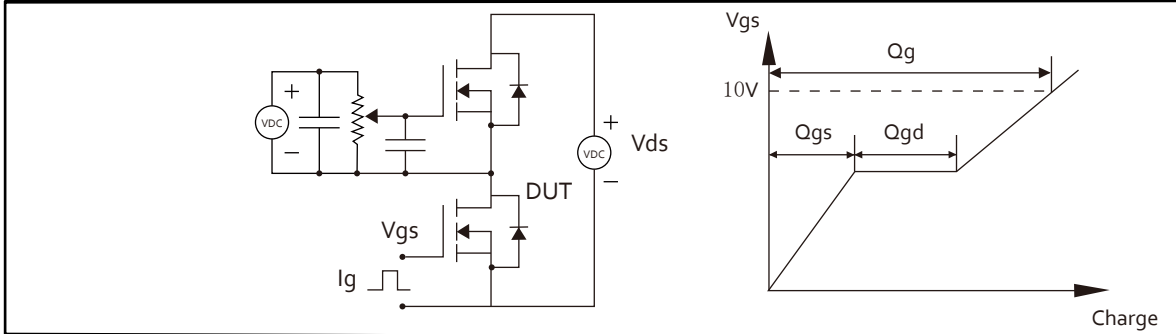 +
VDC
−
+
VDC
−
Vds
DUT
Vgs
Ig
Vgs
Qg
10V
Qgs
Qgd
Charge